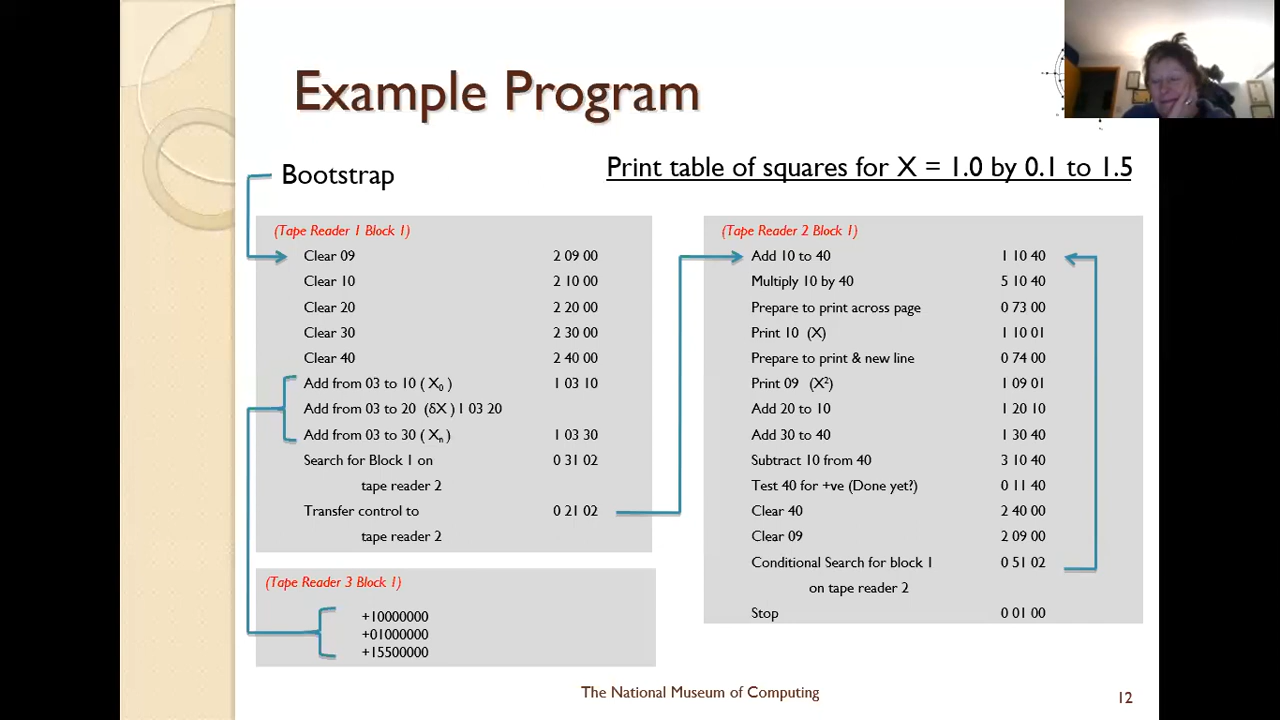 Example Program
Bootstrap
Print table of squares for X = 1.0 by 0.1 to 1.5
(Tape Reader 1 Block 1)
Clear 09 2 09 00
Clear 10 2 10 00
Clear 20 2 20 00
Clear 30 2 30 00
Clear 40 2 40 00
Add from 03 to 10 ( X0 ) 1 03 10
Add from 03 to 20 (δX ) 1 03 20
Add from 03 to 30 ( Xn ) 1 03 30
Search for Block 1 on 0 31 02
tape reader 2
Transfer control to 0 21 02
tape reader 2
(Tape Reader 3 Block 1)
+10000000
+01000000
+15500000
(Tape Reader 2 Block 1)
Add 10 to 40 1 10 40
Multiply 10 by 40 5 10 40
Prepare to print across page 0 73 00
Print 10 (X) 1 10 01
Prepare to print & new line 0 74 00
Print 09 (X²) 1 09 01
Add 20 to 10 1 20 10
Add 30 to 40 1 30 40
Subtract 10 from 40 3 10 40
Test 40 for +ve (Done yet?) 0 11 40
Clear 40 2 40 00
Clear 09 2 09 00
Conditional Search for block 1 0 51 02
on tape reader 2
Stop 0 01 00
The National Museum of Computing
12